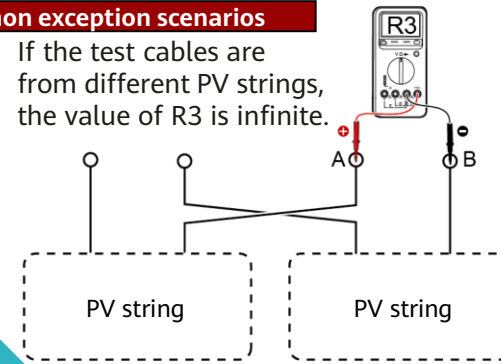 non exception scenarios
If the test cables are
from different PV strings,
the value of R3 is infinite.
R3
A
B
PV string
PV string